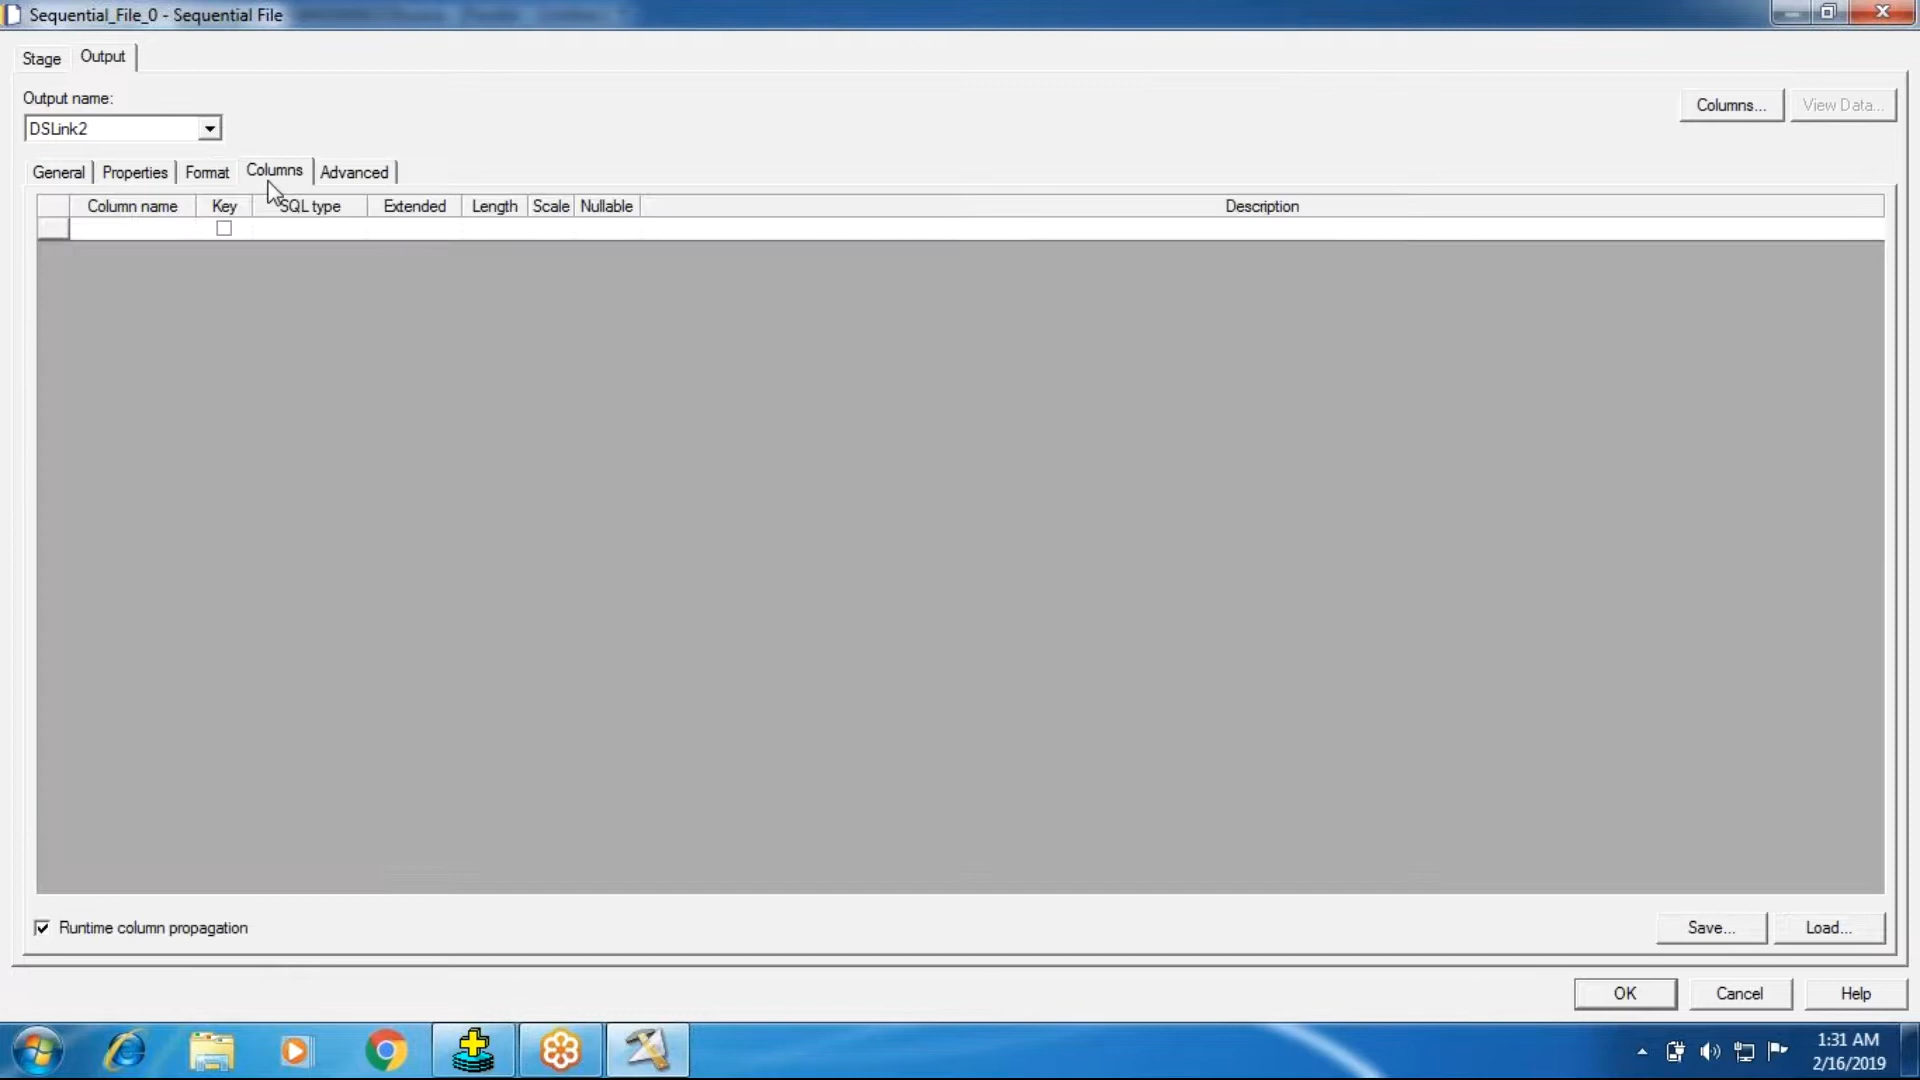 Sequential_File_0 - Sequential File
Stage Output
Output name:
DSLink2
Columns... View Data...
General Properties Format Columns Advanced
Column name Key SQL type Extended Length Scale Nullable Description
Runtime column propagation
Save... Load...
OK Cancel Help
1:31 AM
2/16/2019